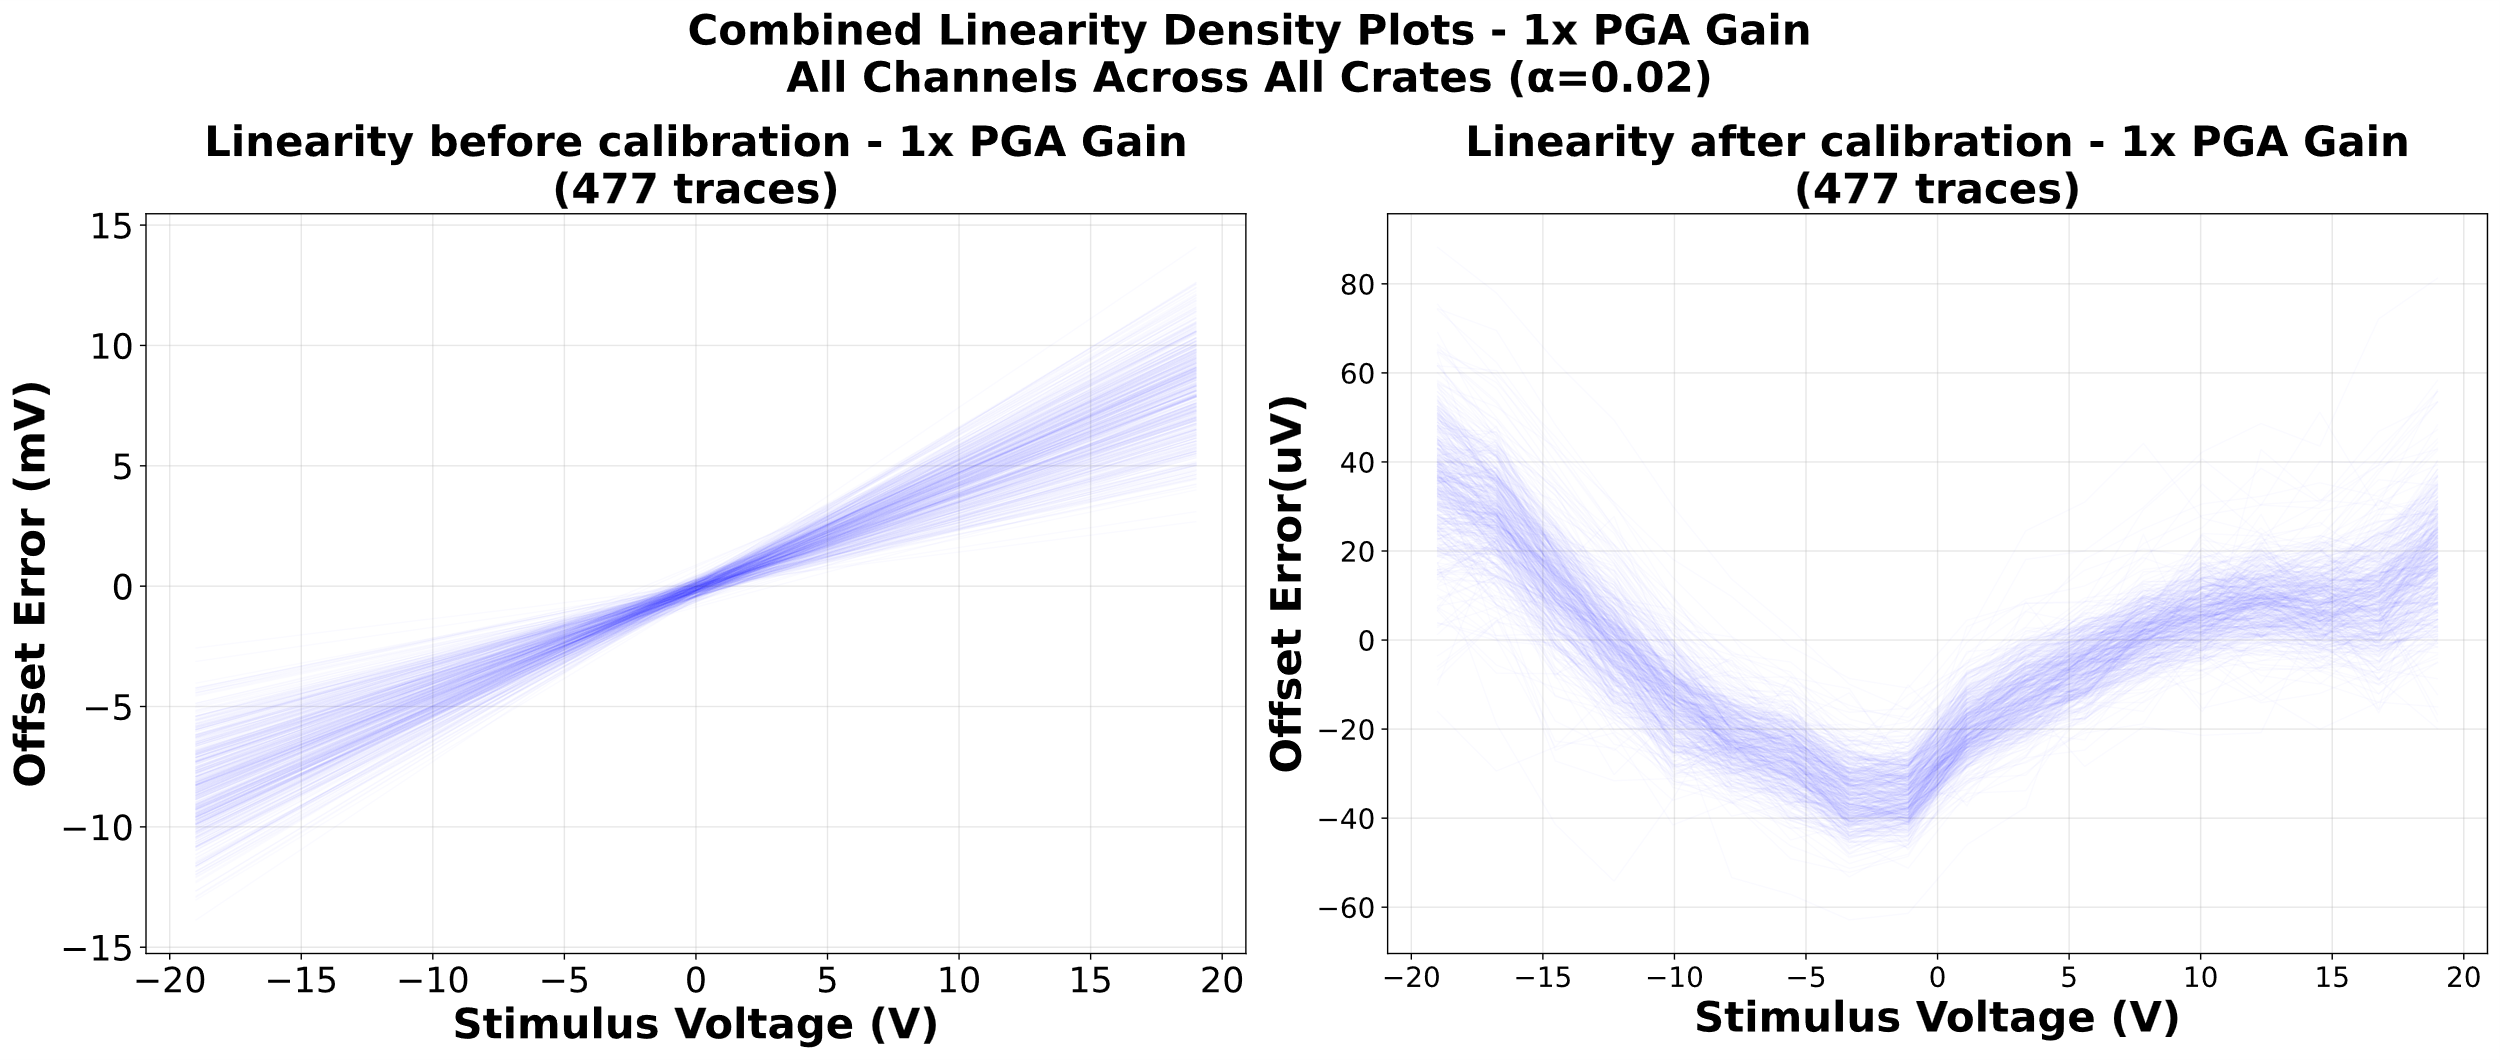 Combined Linearity Density Plots - 1x PGA Gain
All Channels Across All Crates (α=0.02)
Linearity before calibration - 1x PGA Gain
(477 traces)
15
10
5
0
−5
−10
−15
Offset Error (mV)
−20 −15 −10 −5 0 5 10 15 20
Stimulus Voltage (V)
Linearity after calibration - 1x PGA Gain
(477 traces)
80
60
40
20
0
−20
−40
−60
Offset Error(uV)
−20 −15 −10 −5 0 5 10 15 20
Stimulus Voltage (V)